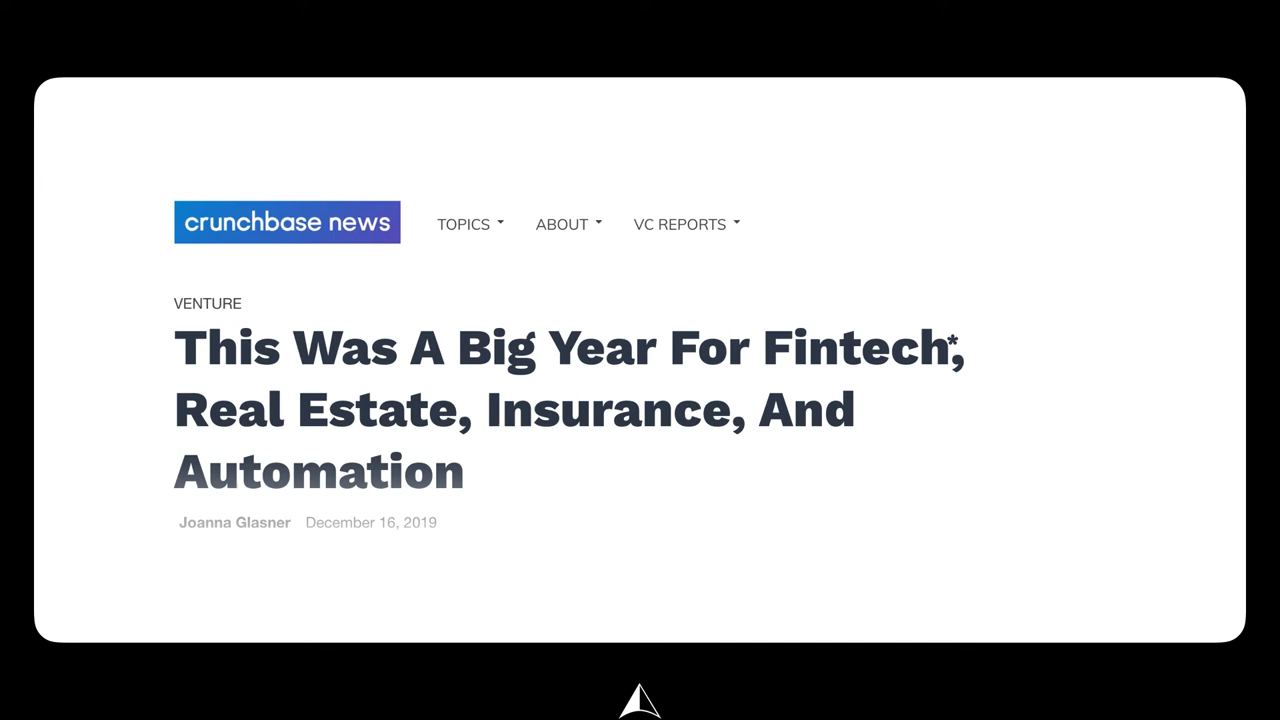 crunchbase news TOPICS ABOUT VC REPORTS
VENTURE
This Was A Big Year For Fintech*,
Real Estate, Insurance, And
Automation
Joanna Glasner December 16, 2019